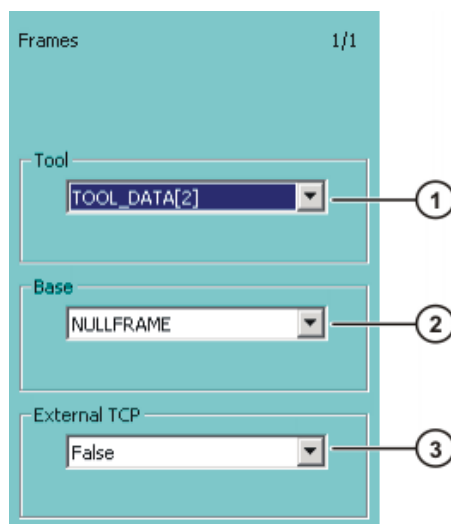 Frames 1/1
Tool
TOOL_DATA[2]
1
Base
NULLFRAME
2
External TCP
False
3